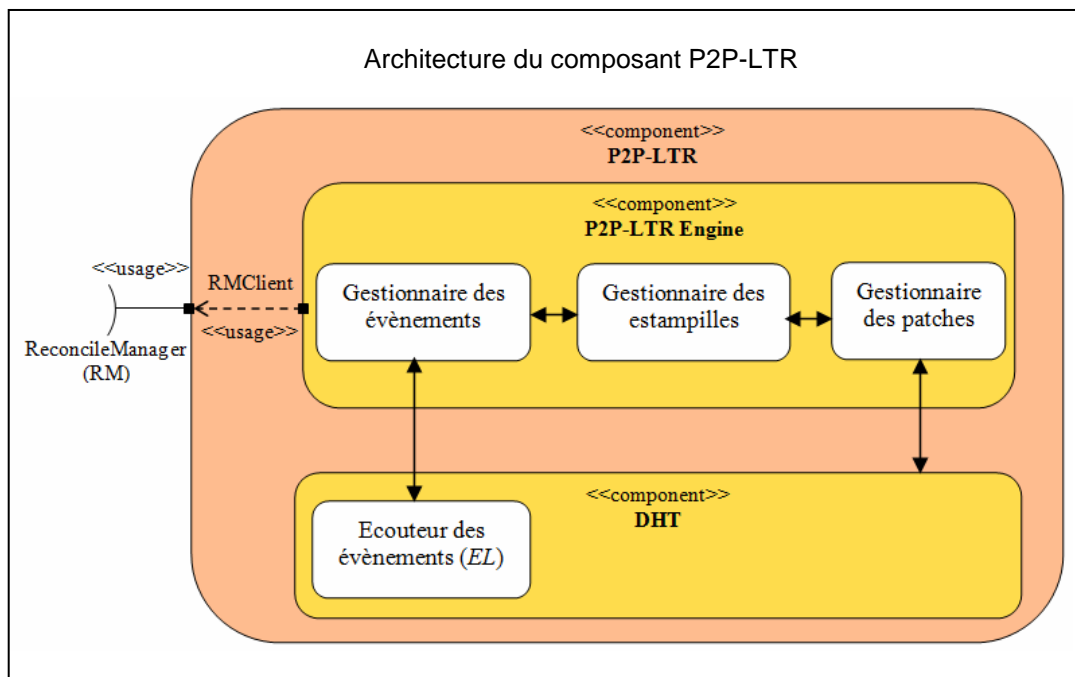 Architecture du composant P2P-LTR
<<component>>
P2P-LTR
<<component>>
P2P-LTR Engine
<<usage>>
RMClient
<<usage>>
ReconcileManager
(RM)
Gestionnaire des
évènements
Gestionnaire des
estampilles
Gestionnaire
des patches
<<component>>
DHT
Ecouteur des
évènements (EL)